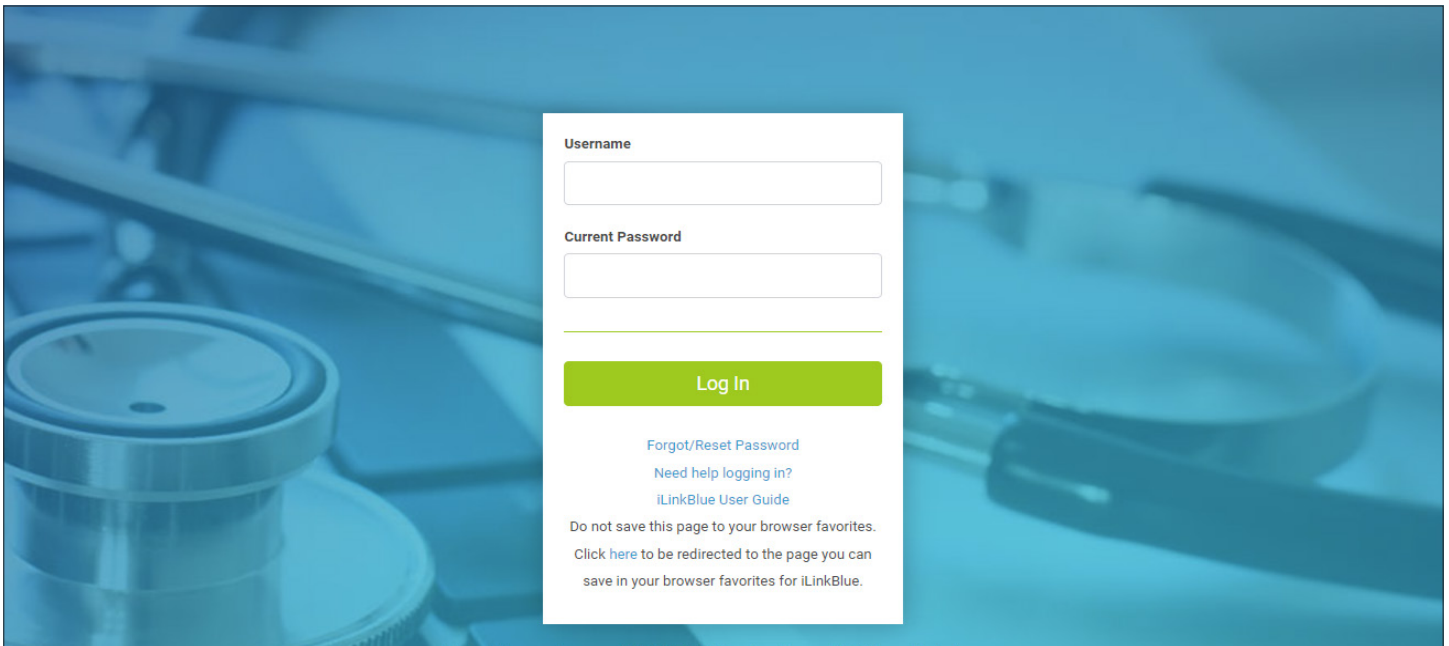 Username
Current Password
Log In
Forgot/Reset Password
Need help logging in?
iLinkBlue User Guide
Do not save this page to your browser favorites.
Click here to be redirected to the page you can
save in your browser favorites for iLinkBlue.